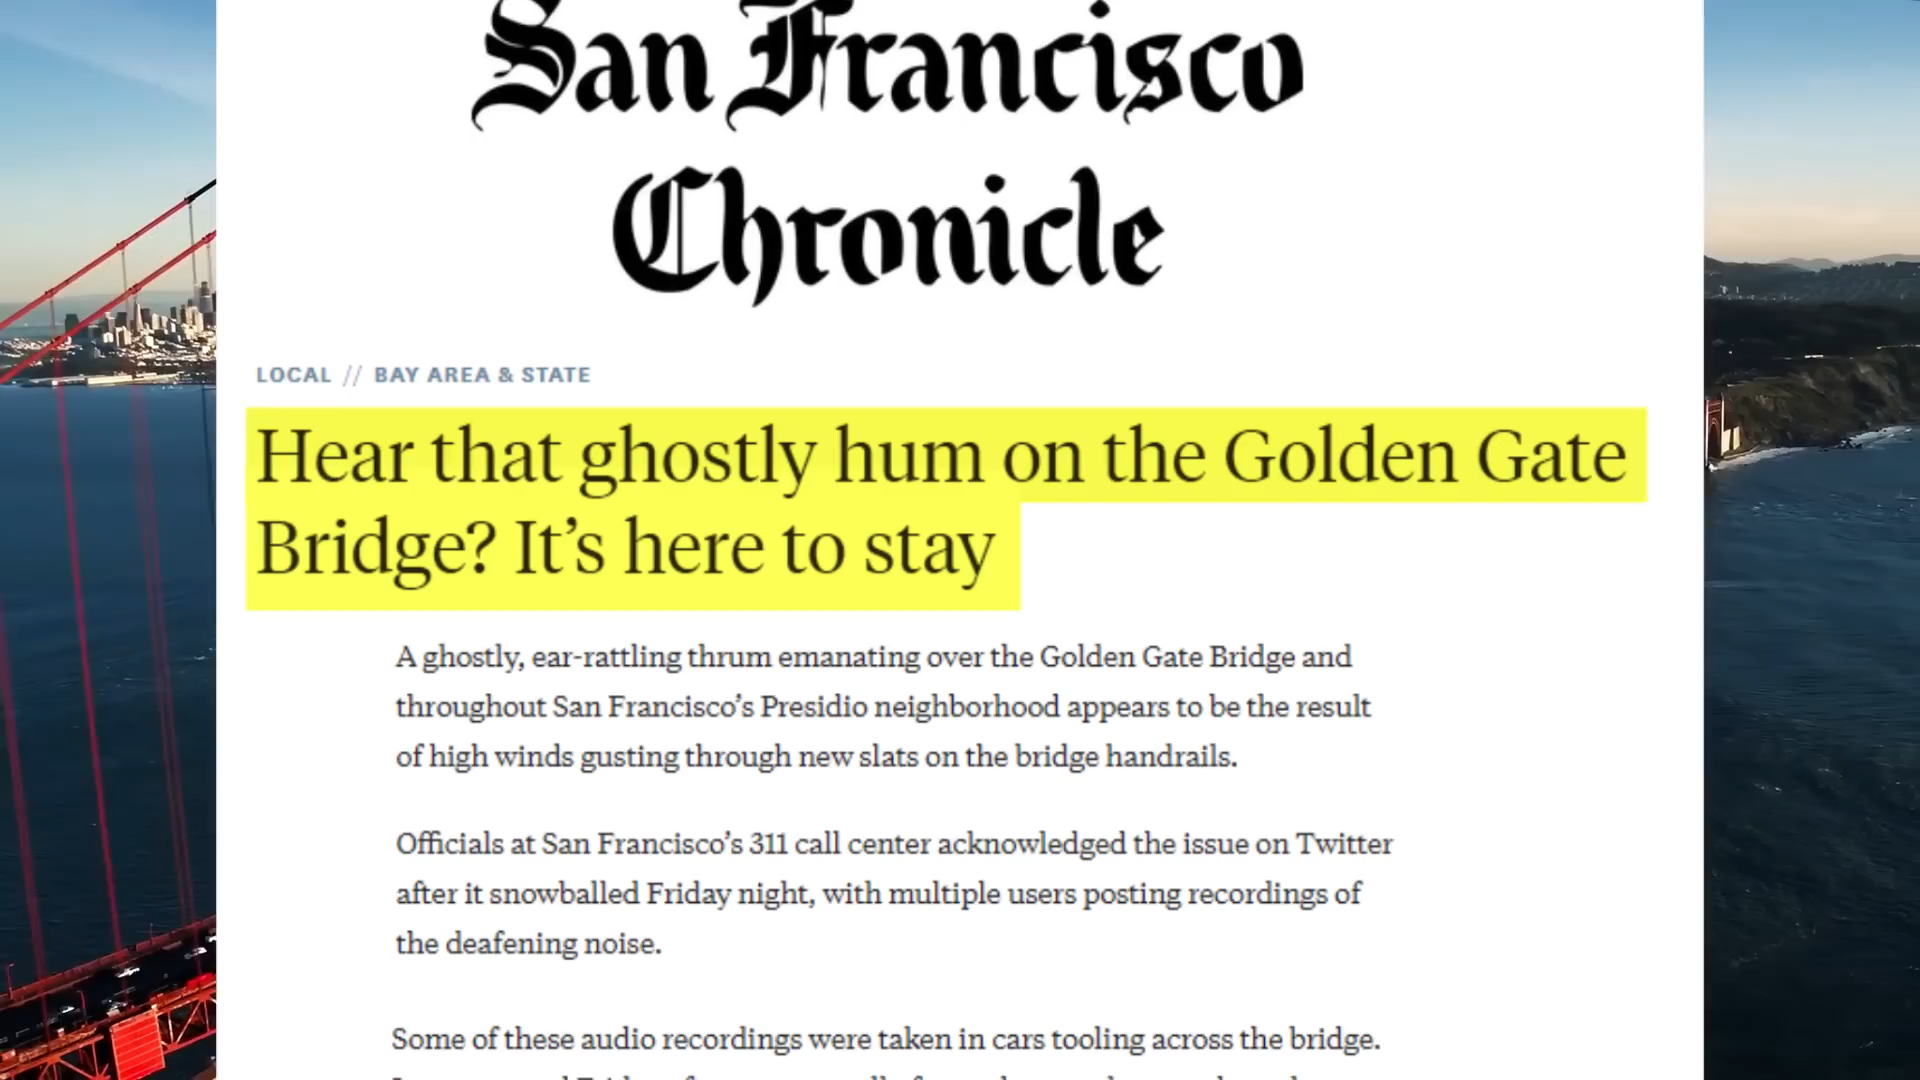 San Francisco
Chronicle
LOCAL // BAY AREA & STATE
Hear that ghostly hum on the Golden Gate
Bridge? It’s here to stay
A ghostly, ear-rattling thrum emanating over the Golden Gate Bridge and
throughout San Francisco’s Presidio neighborhood appears to be the result
of high winds gusting through new slats on the bridge handrails.
Officials at San Francisco’s 311 call center acknowledged the issue on Twitter
after it snowballed Friday night, with multiple users posting recordings of
the deafening noise.
Some of these audio recordings were taken in cars tooling across the bridge.